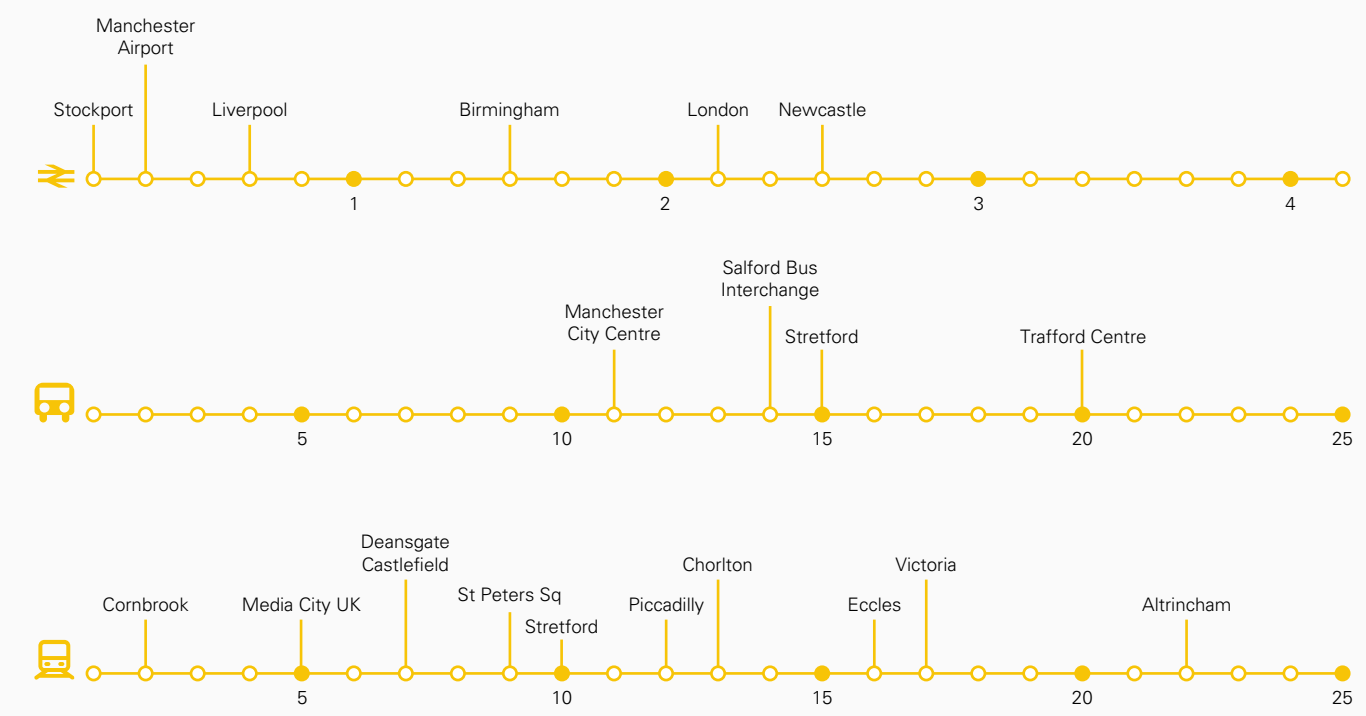 Manchester
Airport
Stockport
Liverpool
Birmingham
London
Newcastle
1
2
3
4
Salford Bus
Interchange
Manchester
City Centre
Stretford
Trafford Centre
5
10
15
20
25
Deansgate
Castlefield
Chorlton
Victoria
St Peters Sq
Cornbrook
Media City UK
Piccadilly
Eccles
Altrincham
Stretford
5
10
15
20
25